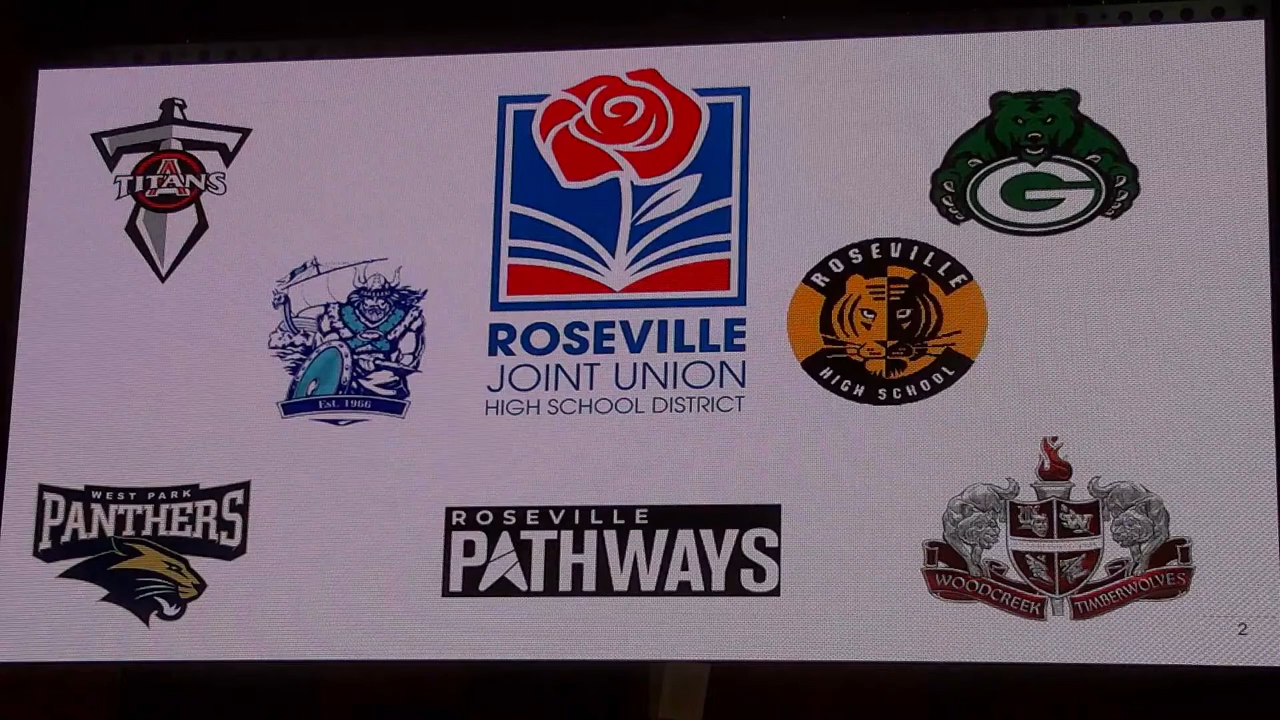 A
TITANS
G
ROSEVILLE
HIGH SCHOOL
Est. 1966
ROSEVILLE
JOINT UNION
HIGH SCHOOL DISTRICT
WEST PARK
PANTHERS
ROSEVILLE
PATHWAYS
W
WOODCREEK
TIMBERWOLVES
2